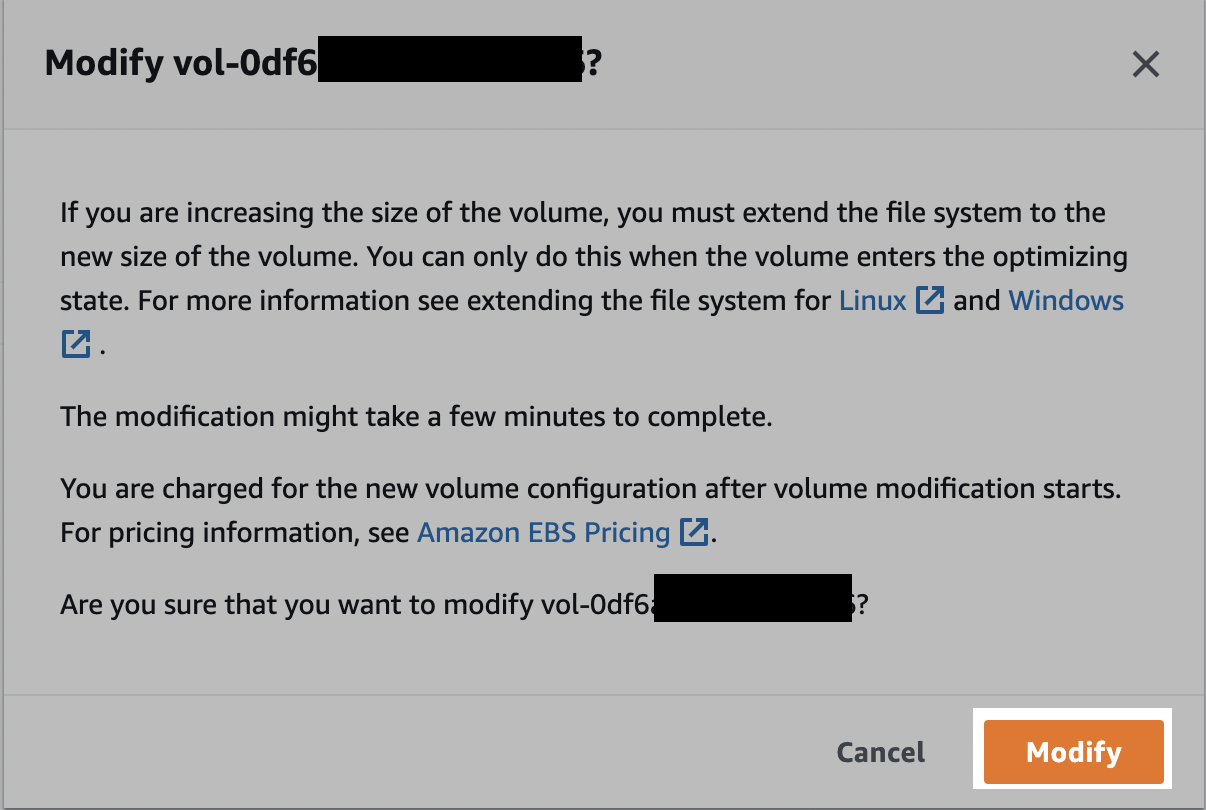 Modify vol-0df6?
If you are increasing the size of the volume, you must extend the file system to the
new size of the volume. You can only do this when the volume enters the optimizing
state. For more information see extending the file system for Linux and Windows
.
The modification might take a few minutes to complete.
You are charged for the new volume configuration after volume modification starts.
For pricing information, see Amazon EBS Pricing.
Are you sure that you want to modify vol-0df6?
Cancel Modify